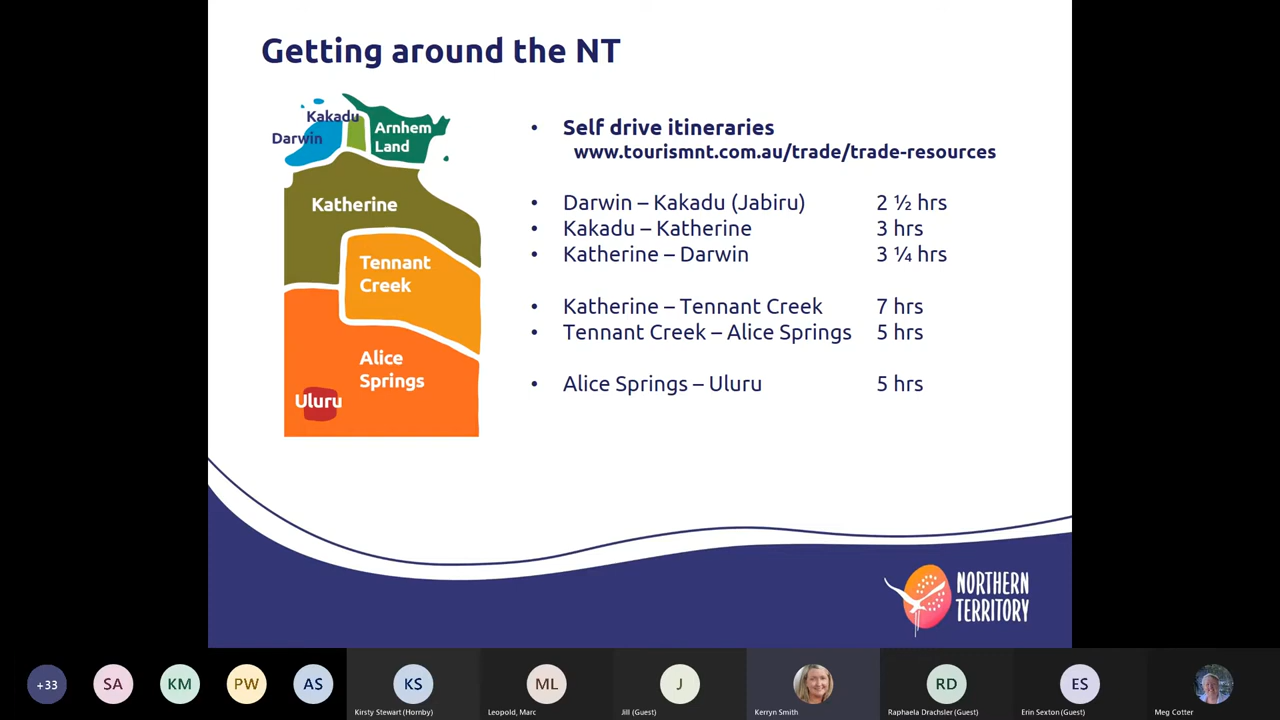 Getting around the NT
Kakadu
Darwin
Arnhem
Land
Katherine
Tennant
Creek
Alice
Springs
Uluru
• Self drive itineraries
www.tourismnt.com.au/trade/trade-resources
• Darwin – Kakadu (Jabiru) 2 ½ hrs
• Kakadu – Katherine 3 hrs
• Katherine – Darwin 3 ¼ hrs
• Katherine – Tennant Creek 7 hrs
• Tennant Creek – Alice Springs 5 hrs
• Alice Springs – Uluru 5 hrs
NORTHERN
TERRITORY
+33 SA KM PW AS KS ML J RD ES
Kirsty Stewart (Hornby) Leopold, Marc Jill (Guest) Kerryn Smith Raphaela Drachsler (Guest) Erin Sexton (Guest) Meg Cotter